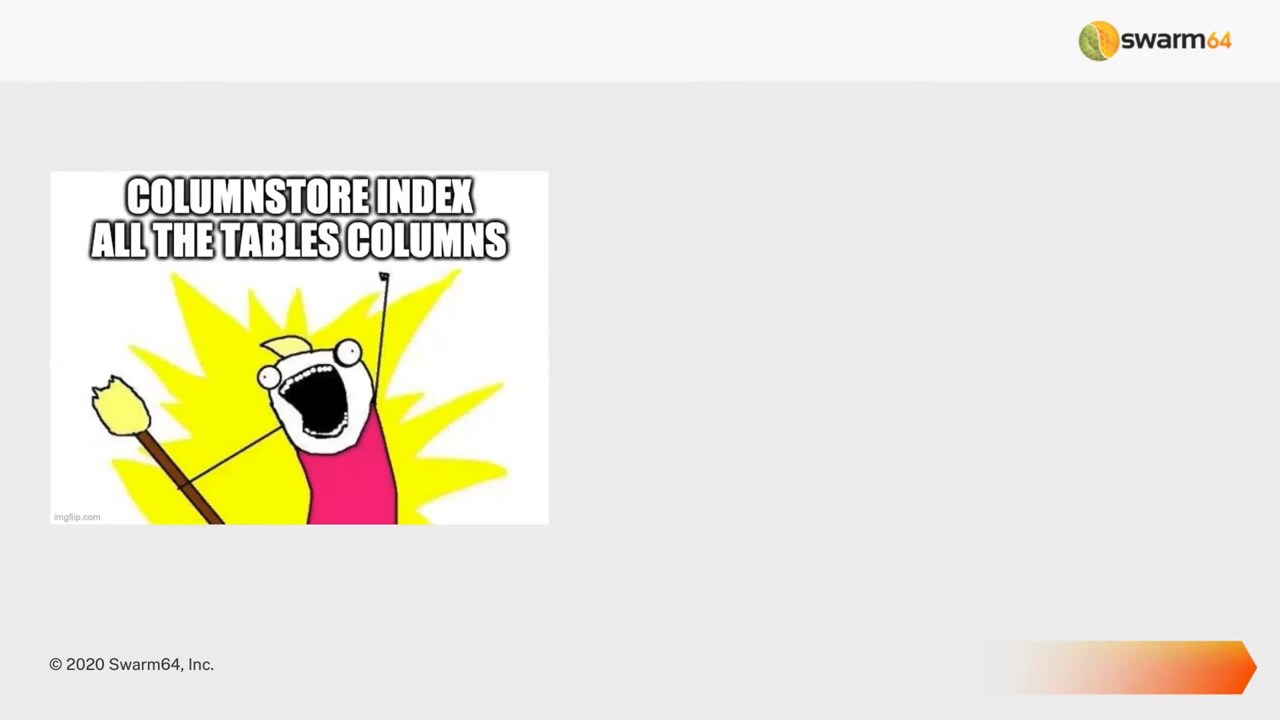 swarm64
COLUMNSTORE INDEX
ALL THE TABLES COLUMNS
imgflip.com
© 2020 Swarm64, Inc.